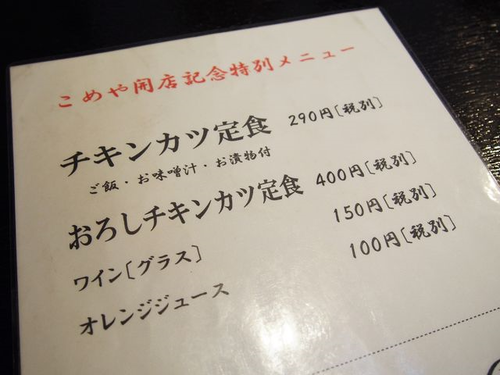 こめや開店記念特別メニュー
チキンカツ定食 290円〔税別〕
ご飯・お味噌汁・お漬物付
おろしチキンカツ定食 400円〔税別〕
ワイン〔グラス〕 150円〔税別〕
オレンジジュース 100円〔税別〕